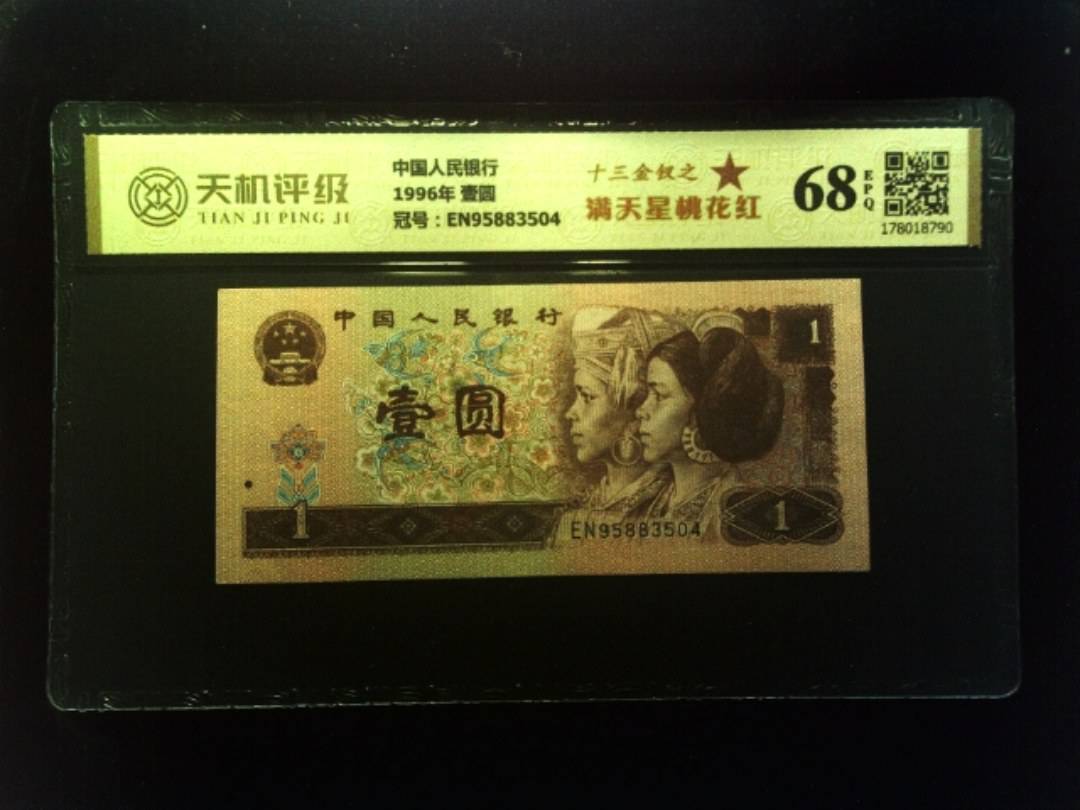 天机评级
TIAN JI PING JI
中国人民银行
1996年 壹圆
冠号：EN95883504
十三金钗之
满天星桃花红
68
EPQ
178018790
中国人民银行
1
壹圆
1
EN95883504
1